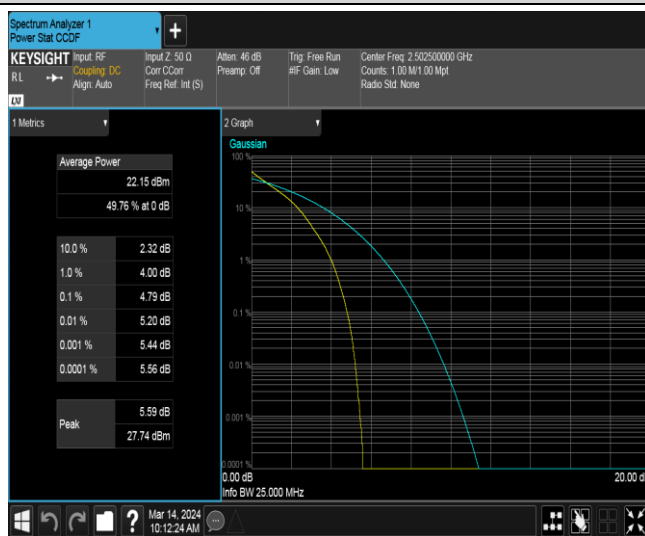 Spectrum Analyzer 1
Power Stat CCDF
+
KEYSIGHT
RL
LXI
Input: RF
Coupling: DC
Align: Auto
Input Z: 50 Ω
Corr CCorr
Freq Ref: Int (S)
Atten: 46 dB
Preamp: Off
Trig: Free Run
#IF Gain: Low
Center Freq: 2.502500000 GHz
Counts: 1.00 M/1.00 Mpt
Radio Std: None
1 Metrics
Average Power
22.15 dBm
49.76 % at 0 dB
10.0 % 2.32 dB
1.0 % 4.00 dB
0.1 % 4.79 dB
0.01 % 5.20 dB
0.001 % 5.44 dB
0.0001 % 5.56 dB
Peak
5.59 dB
27.74 dBm
2 Graph
Gaussian
100 %
10 %
1 %
0.1 %
0.01 %
0.001 %
0.0001 %
0.00 dB
20.00 d
Info BW 25.000 MHz
?
Mar 14, 2024
10:12:24 AM